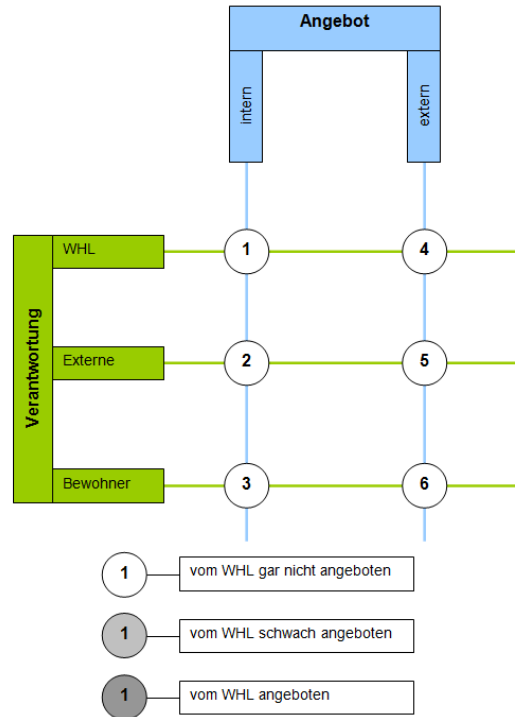 Angebot
intern
extern
Verantwortung
WHL
1
4
Externe
2
5
Bewohner
3
6
1
vom WHL gar nicht angeboten
1
vom WHL schwach angeboten
1
vom WHL angeboten